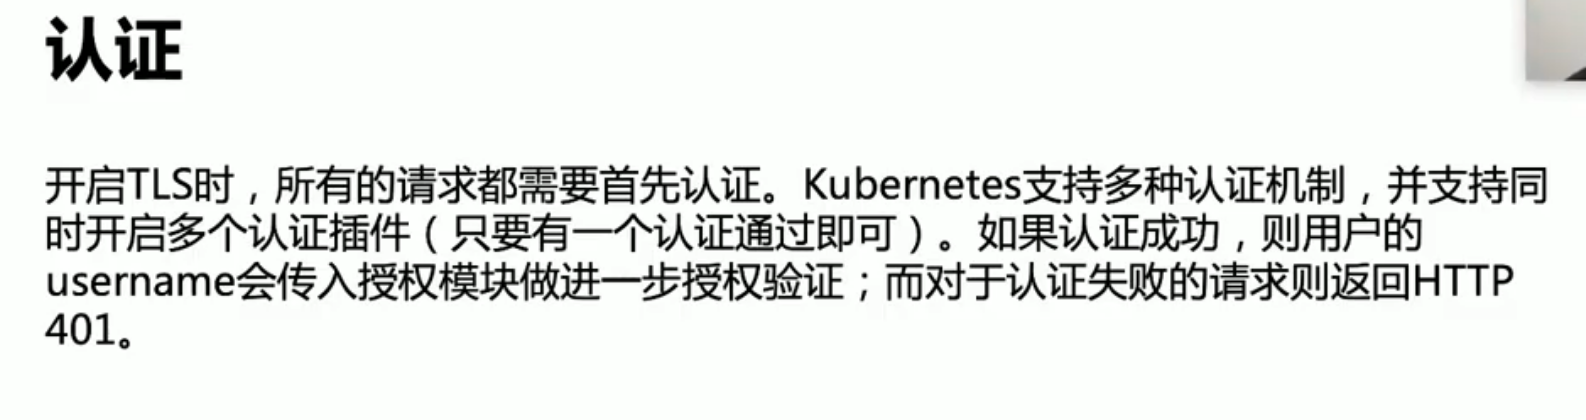 认证
开启TLS时，所有的请求都需要首先认证。Kubernetes支持多种认证机制，并支持同
时开启多个认证插件（只要有一个认证通过即可）。如果认证成功，则用户的
username会传入授权模块做进一步授权验证；而对于认证失败的请求则返回HTTP
401。